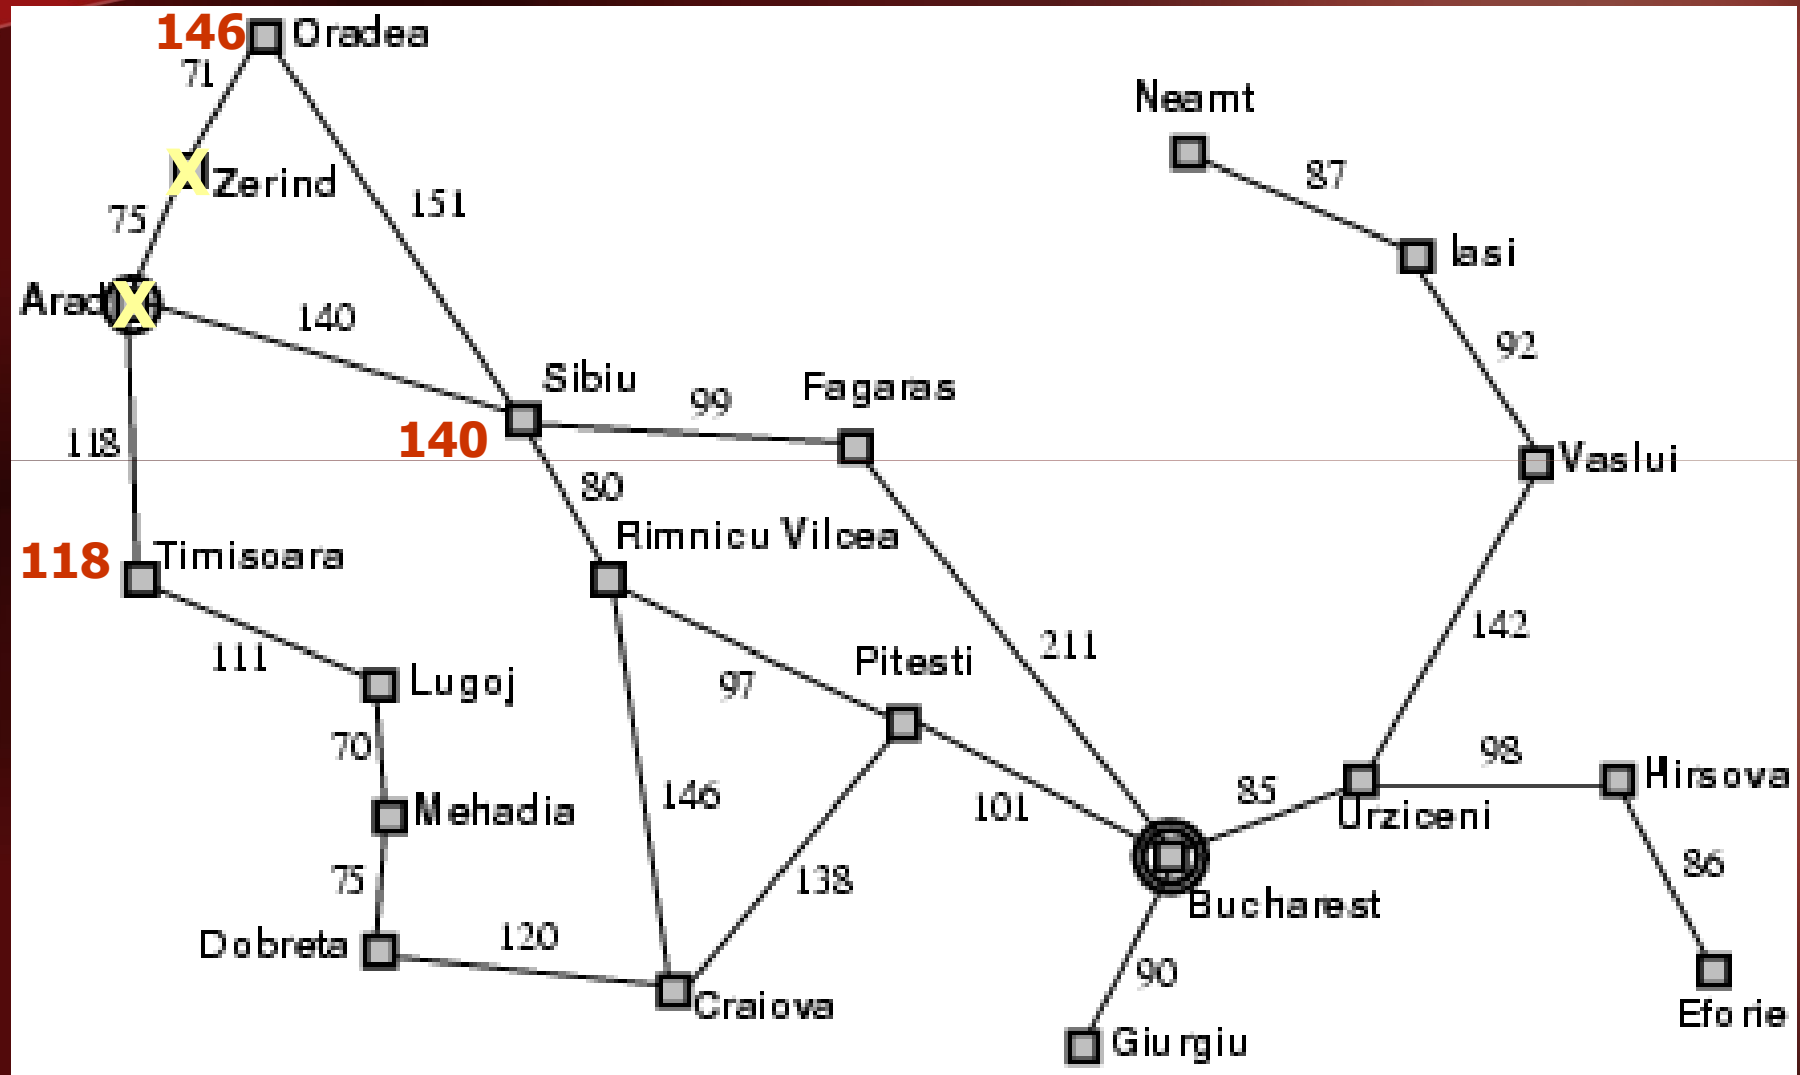 146 Oradea
71
Neamt
87
X Zerind
151
75
Iasi
Arad X
140
92
Sibiu
99
Fagaras
140
118
Vaslui
80
Rimnicu Vilcea
118 Timisoara
142
111
211
Pitesti
Lugoj
97
70
98
Hirsova
146
85
Mehadia
101
Urziceni
86
75
138
Bucharest
Dobreta
120
90
Craiova
Eforie
Giurgiu